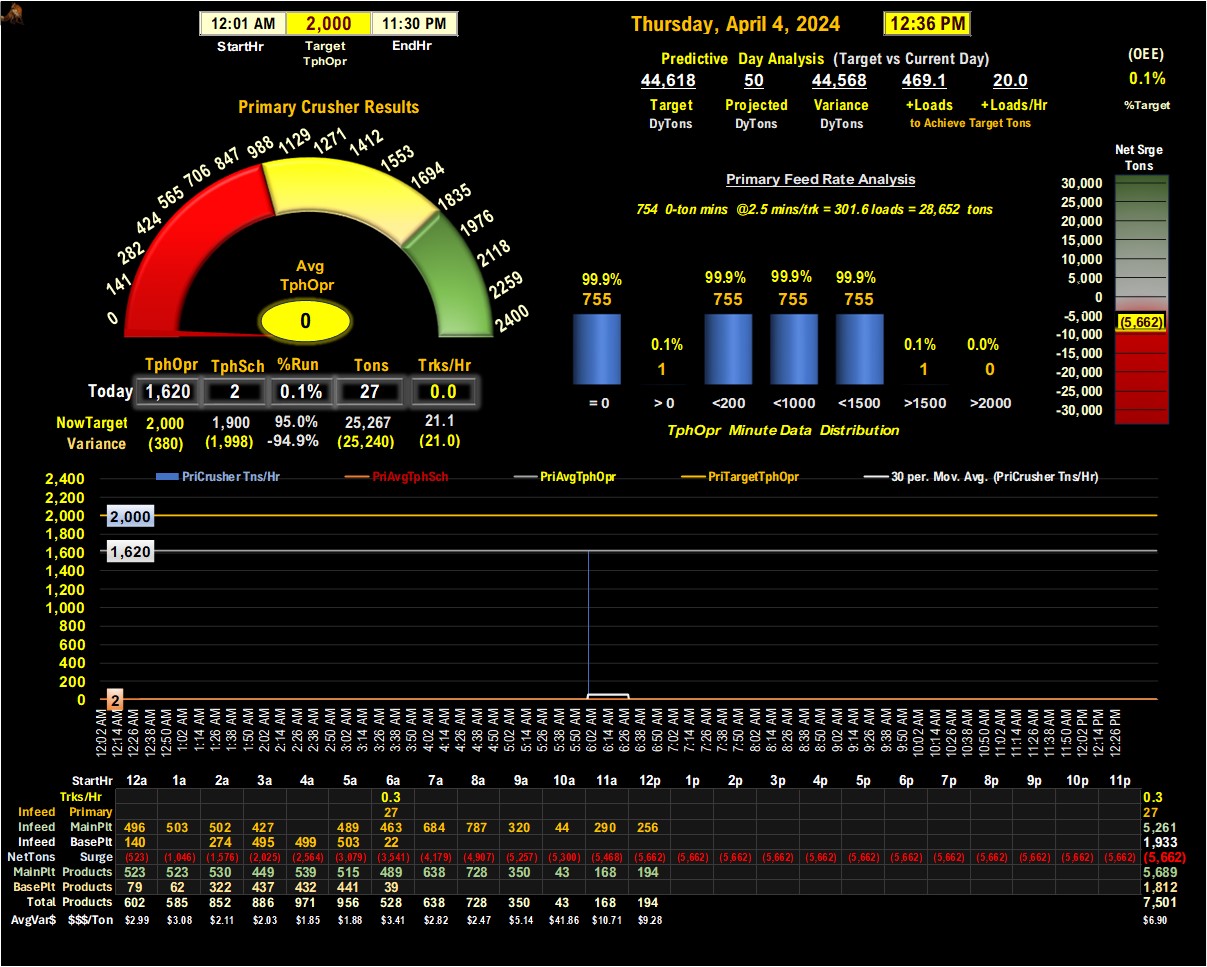 12:01 AM 2,000 11:30 PM
StartHr Target TphOpr EndHr
Thursday, April 4, 2024 12:36 PM
Predictive Day Analysis (Target vs Current Day)
44,618 50 44,568 469.1 20.0
Target Projected Variance +Loads +Loads/Hr
DyTons DyTons DyTons to Achieve Target Tons
(OEE)
0.1%
%Target
Primary Crusher Results
0 141 282 424 565 706 847 988 1129 1271 1412 1553 1694 1835 1976 2118 2259 2400
Avg
TphOpr
0
TphOpr TphSch %Run Tons Trks/Hr
Today 1,620 2 0.1% 27 0.0
NowTarget 2,000 1,900 95.0% 25,267 21.1
Variance (380) (1,998) -94.9% (25,240) (21.0)
Primary Feed Rate Analysis
754 0-ton mins @2.5 mins/trk = 301.6 loads = 28,652 tons
99.9% 0.1% 99.9% 99.9% 99.9% 0.1% 0.0%
755 1 755 755 755 1 0
= 0 > 0 <200 <1000 <1500 >1500 >2000
TphOpr Minute Data Distribution
Net Srge
Tons
30,000
25,000
20,000
15,000
10,000
5,000
0
-5,000
(5,662)
-10,000
-15,000
-20,000
-25,000
-30,000
PriCrusher Tns/Hr PriAvgTphSch PriAvgTphOpr PriTargetTphOpr 30 per. Mov. Avg. (PriCrusher Tns/Hr)
2,400
2,200
2,000 2,000
1,800
1,600 1,620
1,400
1,200
1,000
800
600
400
200
0 2
12:02 AM 12:14 AM 12:26 AM 12:38 AM 12:50 AM 1:02 AM 1:14 AM 1:26 AM 1:38 AM 1:50 AM 2:02 AM 2:14 AM 2:26 AM 2:38 AM 2:50 AM 3:02 AM 3:14 AM 3:26 AM 3:38 AM 3:50 AM 4:02 AM 4:14 AM 4:26 AM 4:38 AM 4:50 AM 5:02 AM 5:14 AM 5:26 AM 5:38 AM 5:50 AM 6:02 AM 6:14 AM 6:26 AM 6:38 AM 6:50 AM 7:02 AM 7:14 AM 7:26 AM 7:38 AM 7:50 AM 8:02 AM 8:14 AM 8:26 AM 8:38 AM 8:50 AM 9:02 AM 9:14 AM 9:26 AM 9:38 AM 9:50 AM 10:02 AM 10:14 AM 10:26 AM 10:38 AM 10:50 AM 11:02 AM 11:14 AM 11:26 AM 11:38 AM 11:50 AM 12:02 PM 12:14 PM 12:26 PM
StartHr 12a 1a 2a 3a 4a 5a 6a 7a 8a 9a 10a 11a 12p 1p 2p 3p 4p 5p 6p 7p 8p 9p 10p 11p
Trks/Hr 0.3 0.3
Infeed Primary 27 27
Infeed MainPlt 496 503 502 427 489 463 684 787 320 44 290 256 5,261
Infeed BasePlt 140 274 495 499 503 22 1,933
NetTons Surge (523) (1,046) (1,576) (2,025) (2,564) (3,079) (3,541) (4,179) (4,907) (5,257) (5,300) (5,468) (5,662) (5,662) (5,662) (5,662) (5,662) (5,662) (5,662) (5,662) (5,662) (5,662) (5,662) (5,662) (5,662)
MainPlt Products 523 523 530 449 539 515 489 638 728 350 43 168 194 5,689
BasePlt Products 79 62 322 437 432 441 39 1,812
Total Products 602 585 852 886 971 956 528 638 728 350 43 168 194 7,501
AvgVar$ $$$/Ton $2.99 $3.08 $2.11 $2.03 $1.85 $1.88 $3.41 $2.82 $2.47 $5.14 $41.86 $10.71 $9.28 $6.90